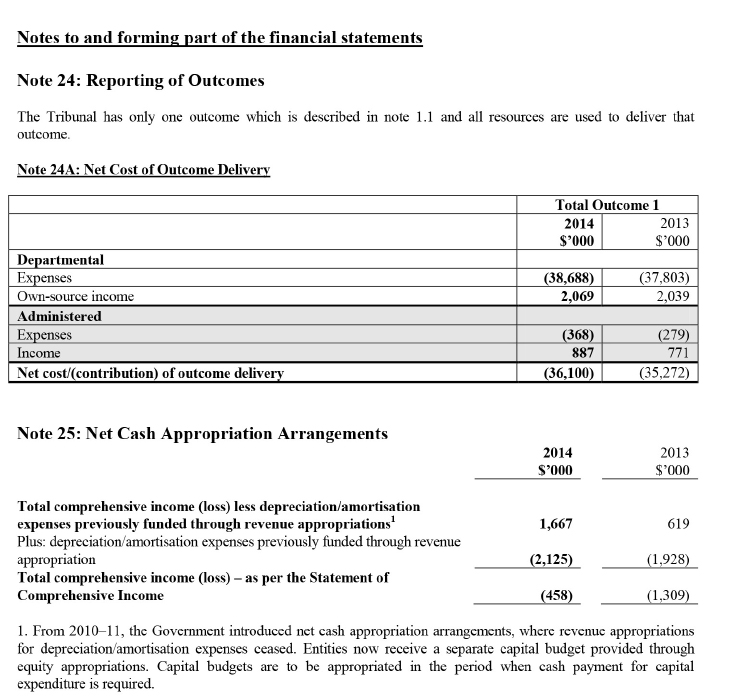 Notes to and forming part of the financial statements
Note 24: Reporting of Outcomes
The Tribunal has only one outcome which is described in note 1.1 and all resources are used to deliver that
outcome.
Note 24A: Net Cost of Outcome Delivery
Total Outcome 1
2014 2013
$'000 $'000
Departmental
Expenses (38,688) (37,803)
Own-source income 2,069 2,039
Administered
Expenses (368) (279)
Income 887 771
Net cost/(contribution) of outcome delivery (36,100) (35,272)
Note 25: Net Cash Appropriation Arrangements
2014 2013
$'000 $'000
Total comprehensive income (loss) less depreciation/amortisation
expenses previously funded through revenue appropriations¹ 1,667 619
Plus: depreciation/amortisation expenses previously funded through revenue
appropriation (2,125) (1,928)
Total comprehensive income (loss) – as per the Statement of
Comprehensive Income (458) (1,309)
1. From 2010–11, the Government introduced net cash appropriation arrangements, where revenue appropriations
for depreciation/amortisation expenses ceased. Entities now receive a separate capital budget provided through
equity appropriations. Capital budgets are to be appropriated in the period when cash payment for capital
expenditure is required.